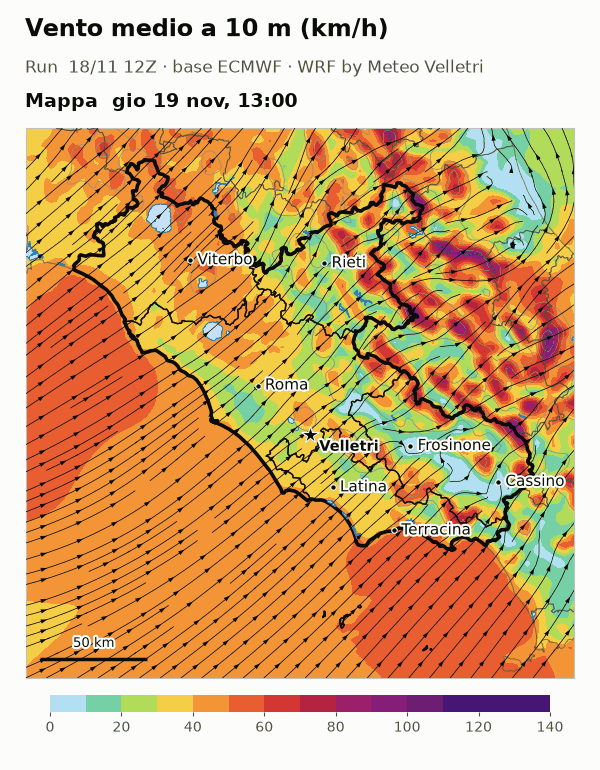 Vento medio a 10 m (km/h)
Run  18/11 12Z · base ECMWF · WRF by Meteo Velletri
Mappa  gio 19 nov, 13:00
Viterbo
Rieti
Roma
Velletri
Frosinone
Latina
Cassino
Terracina
50 km
0 20 40 60 80 100 120 140